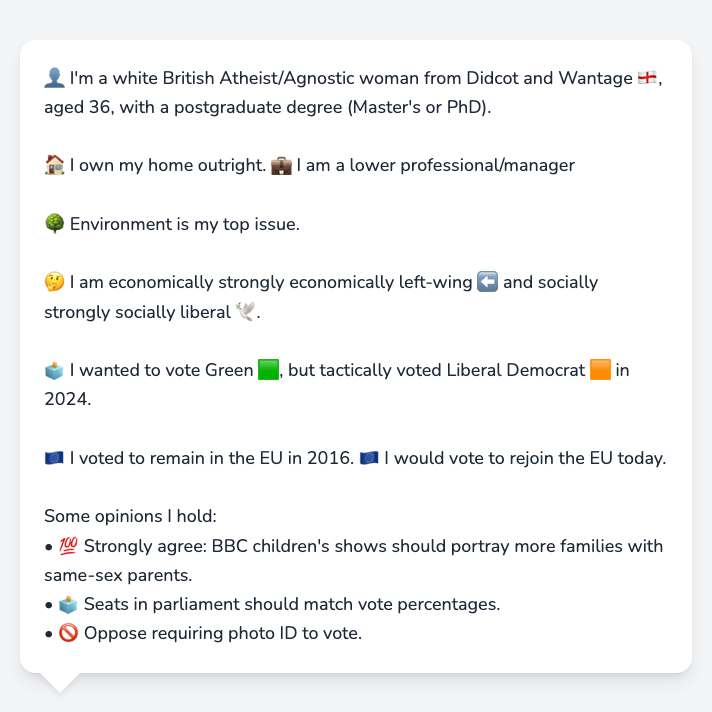 👤 I'm a white British Atheist/Agnostic woman from Didcot and Wantage 🏴󠁧󠁢󠁥󠁮󠁧󠁿,
aged 36, with a postgraduate degree (Master's or PhD).
🏠 I own my home outright. 💼 I am a lower professional/manager
🌳 Environment is my top issue.
🤔 I am economically strongly economically left-wing ⬅️ and socially
strongly socially liberal 🕊️.
🗳️ I wanted to vote Green 🟩, but tactically voted Liberal Democrat 🟧 in
2024.
🇪🇺 I voted to remain in the EU in 2016. 🇪🇺 I would vote to rejoin the EU today.
Some opinions I hold:
• 💯 Strongly agree: BBC children's shows should portray more families with
same-sex parents.
• 🗳️ Seats in parliament should match vote percentages.
• 🚫 Oppose requiring photo ID to vote.